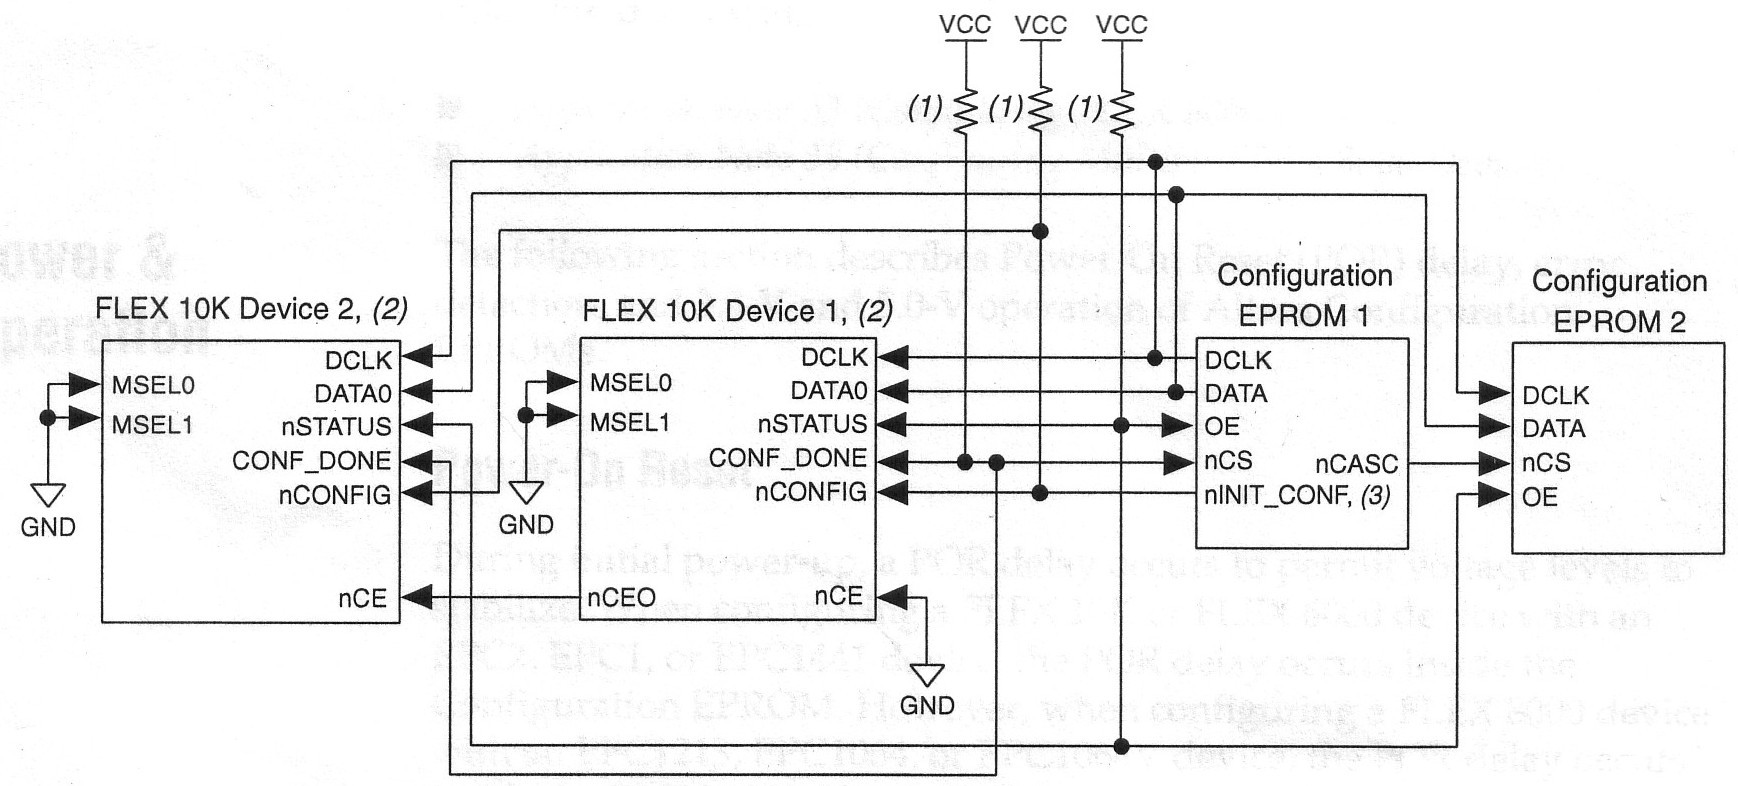 VCC VCC VCC
(1) (1) (1)
FLEX 10K Device 2, (2)
MSEL0
MSEL1
GND
DCLK
DATA0
nSTATUS
CONF_DONE
nCONFIG
nCE
FLEX 10K Device 1, (2)
MSEL0
MSEL1
GND
DCLK
DATA0
nSTATUS
CONF_DONE
nCONFIG
nCEO
nCE
GND
Configuration
EPROM 1
DCLK
DATA
OE
nCS
nCASC
nINIT_CONF, (3)
Configuration
EPROM 2
DCLK
DATA
nCS
OE